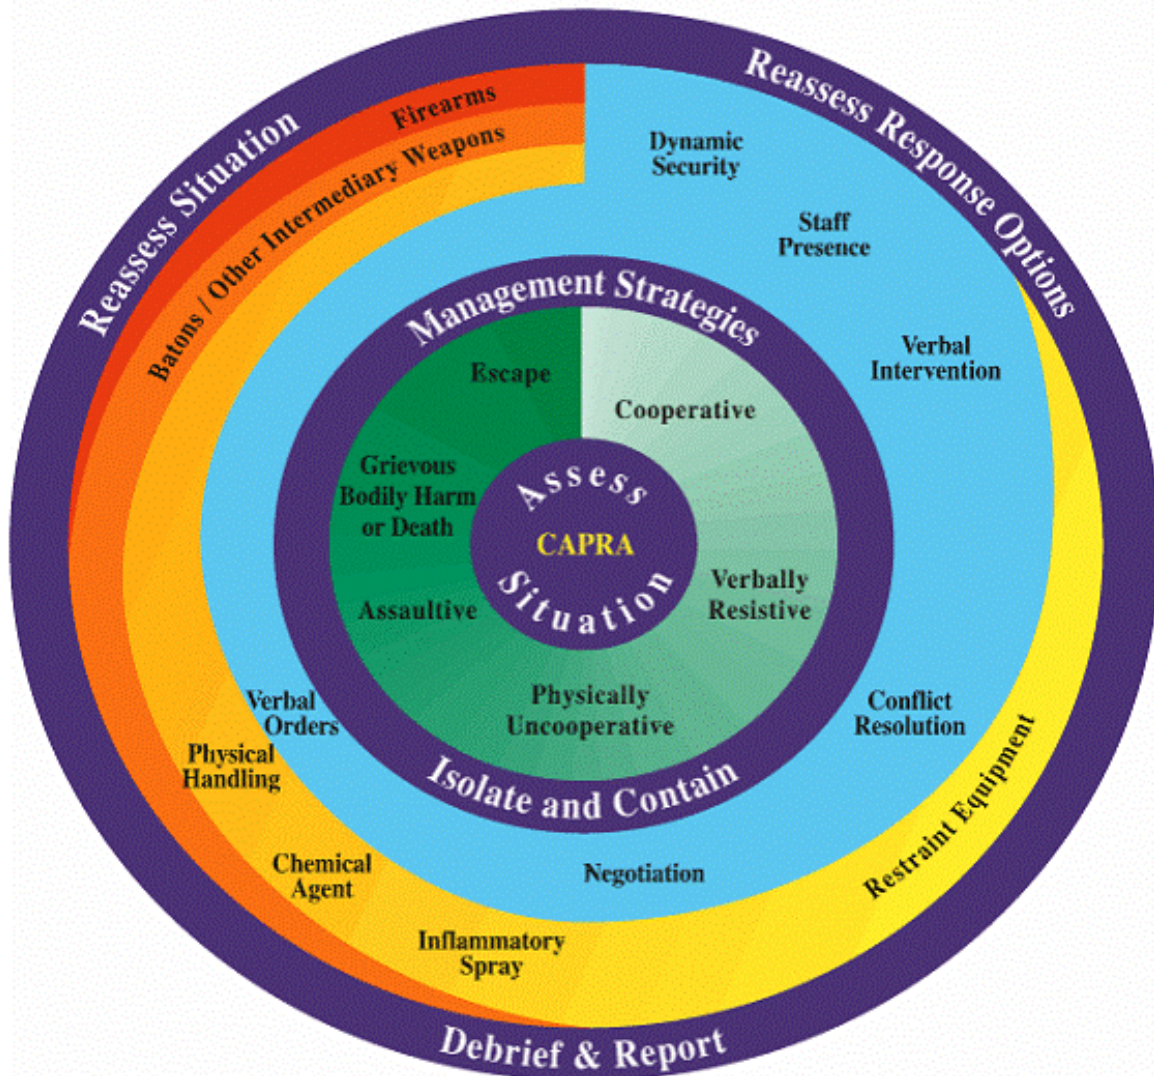 Reassess Situation
Reassess Response Options
Firearms
Batons / Other Intermediary Weapons
Dynamic
Security
Staff
Presence
Verbal
Intervention
Conflict
Resolution
Restraint Equipment
Negotiation
Verbal
Orders
Physical
Handling
Chemical
Agent
Inflammatory
Spray
Management Strategies
Escape
Cooperative
Grievous
Bodily Harm
or Death
Assaultive
Verbally
Resistive
Physically
Uncooperative
Assess
CAPRA
Situation
Isolate and Contain
Debrief & Report